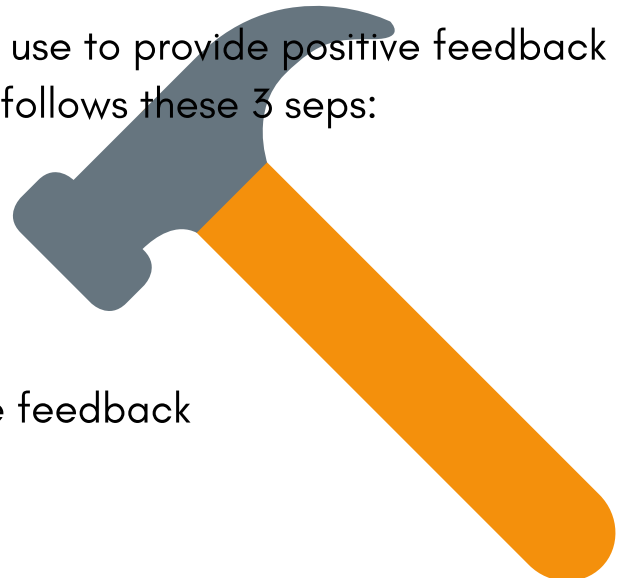 use to provide positive feedback
follows these 3 seps:
feedback